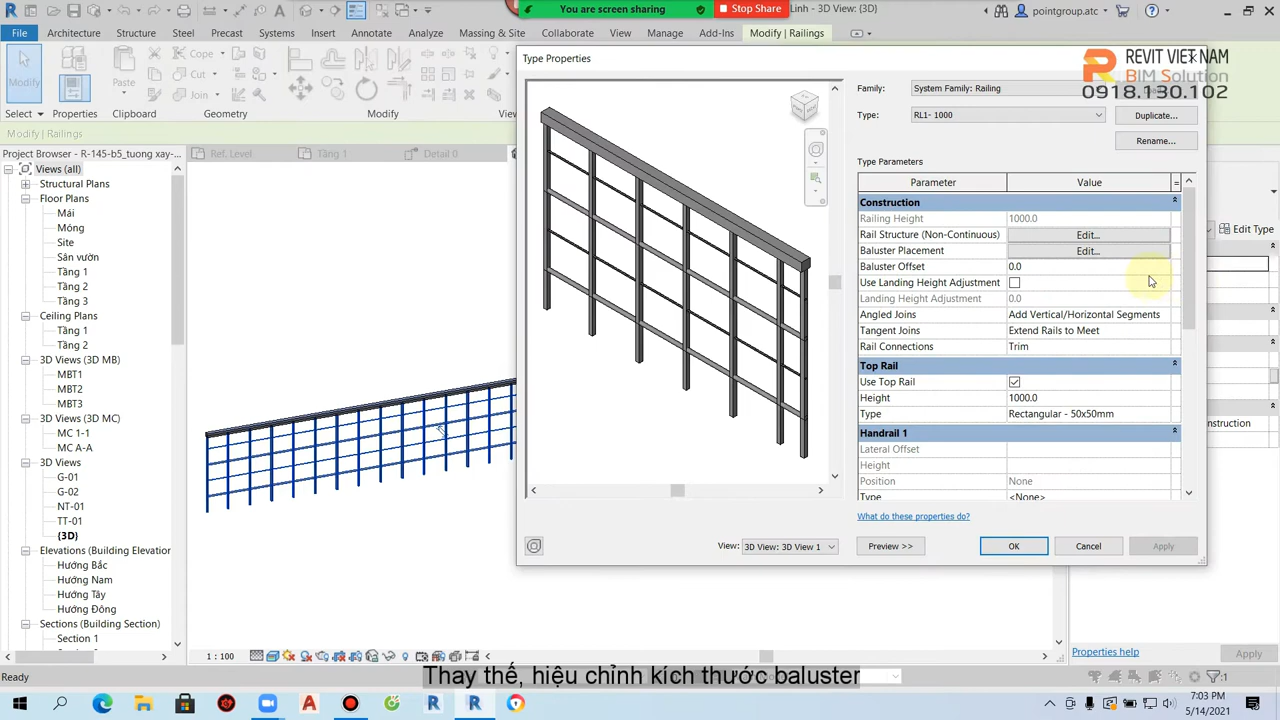 You are screen sharing
Stop Share
Linh - 3D View: {3D}
pointgroup.atc
File
Architecture
Structure
Steel
Precast
Systems
Insert
Annotate
Analyze
Massing & Site
Collaborate
View
Manage
Add-Ins
Modify | Railings
Modify
Paste
Cope
Cut
Join
Select
Properties
Clipboard
Geometry
Modify
Modify | Railings
Project Browser - R-145-b5_tuong xay-...
Ref. Level
Tầng 1
Detail 0
Views (all)
Structural Plans
Floor Plans
Mái
Móng
Site
Sân vườn
Tầng 1
Tầng 2
Tầng 3
Ceiling Plans
Tầng 1
Tầng 2
3D Views (3D MB)
MBT1
MBT2
MBT3
3D Views (3D MC)
MC 1-1
MC A-A
3D Views
G-01
G-02
NT-01
TT-01
{3D}
Elevations (Building Elevation
Hướng Bắc
Hướng Nam
Hướng Tây
Hướng Đông
Sections (Building Section)
Section 1
Type Properties
REVIT VIET NAM
BIM Solution
0918.130.102
Family:
System Family: Railing
Type:
RL1- 1000
Duplicate...
Rename...
Type Parameters
Parameter
Value
=
Construction
Railing Height
1000.0
Rail Structure (Non-Continuous)
Edit...
Baluster Placement
Edit...
Baluster Offset
0.0
Use Landing Height Adjustment
Landing Height Adjustment
0.0
Angled Joins
Add Vertical/Horizontal Segments
Tangent Joins
Extend Rails to Meet
Rail Connections
Trim
Top Rail
Use Top Rail
Height
1000.0
Type
Rectangular - 50x50mm
Handrail 1
Lateral Offset
Height
Position
None
Type
<None>
What do these properties do?
View:
3D View: 3D View 1
Preview >>
OK
Cancel
Apply
Edit Type
onstruction
Properties help
Apply
1 : 100
Ready
Thay thế, hiệu chỉnh kích thước baluster
:1
7:03 PM
5/14/2021